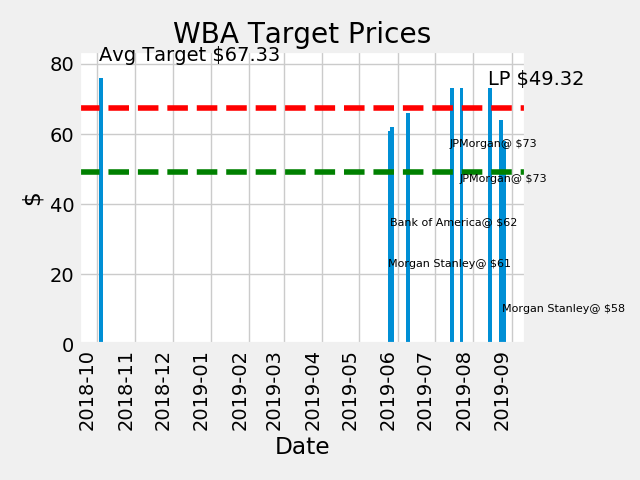 WBA Target Prices
Avg Target $67.33
LP $49.32
80
60
40
20
0
$
JPMorgan@ $73
JPMorgan@ $73
Bank of America@ $62
Morgan Stanley@ $61
Morgan Stanley@ $58
2018-10
2018-11
2018-12
2019-01
2019-02
2019-03
2019-04
2019-05
2019-06
2019-07
2019-08
2019-09
Date